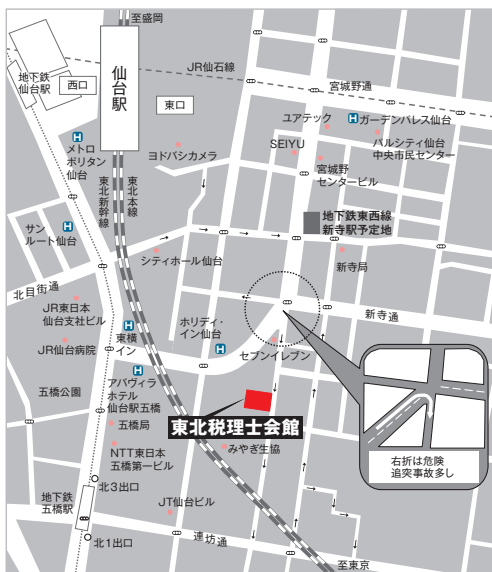 至盛岡
仙台駅
地下鉄
仙台駅
西口
東口
JR仙石線
宮城野通
ユアテック
H
ガーデンパレス仙台
SEIYU
パルシティ仙台
中央市民センター
宮城野
センタービル
H
メトロ
ポリタン
仙台
ヨドバシカメラ
東北新幹線
東北本線
地下鉄東西線
新寺駅予定地
サン
ルート仙台
H
シティホール仙台
新寺局
北目街通
JR東日本
仙台支社ビル
新寺通
ホリディ・
イン仙台
H
H
東横
イン
JR仙台病院
セブンイレブン
五橋公園
H
アバヴィラ
ホテル
仙台駅五橋
東北税理士会館
五橋局
みやぎ生協
NTT東日本
五橋第一ビル
右折は危険
追突事故多し
北3出口
地下鉄
五橋駅
JT仙台ビル
北1出口
連坊通
至東京